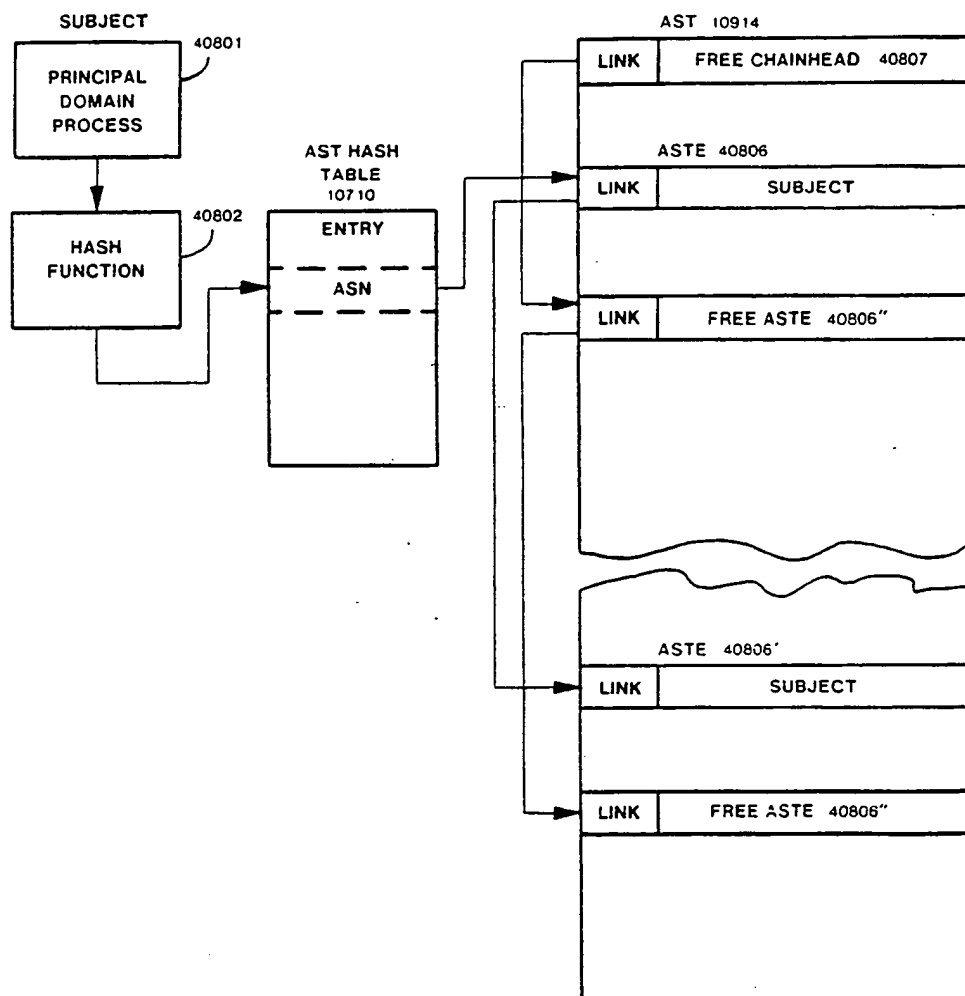 SUBJECT
40801
PRINCIPAL
DOMAIN
PROCESS
40802
HASH
FUNCTION
AST HASH
TABLE
10710
ENTRY
ASN
AST 10914
LINK FREE CHAINHEAD 40807
ASTE 40806
LINK SUBJECT
LINK FREE ASTE 40806"
ASTE 40806'
LINK SUBJECT
LINK FREE ASTE 40806"